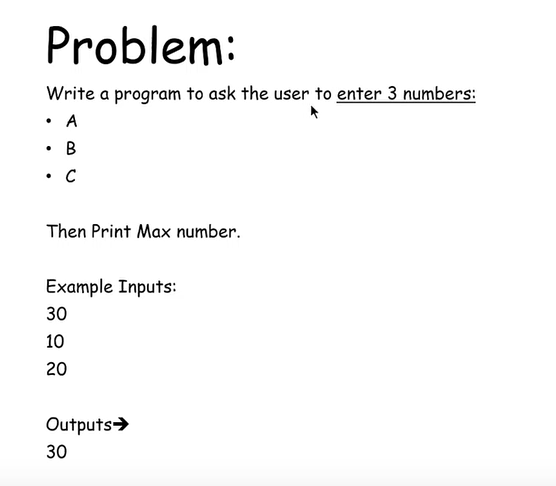 Problem:
Write a program to ask the user to enter 3 numbers:
• A
• B
• C
Then Print Max number.
Example Inputs:
30
10
20
Outputs➔
30